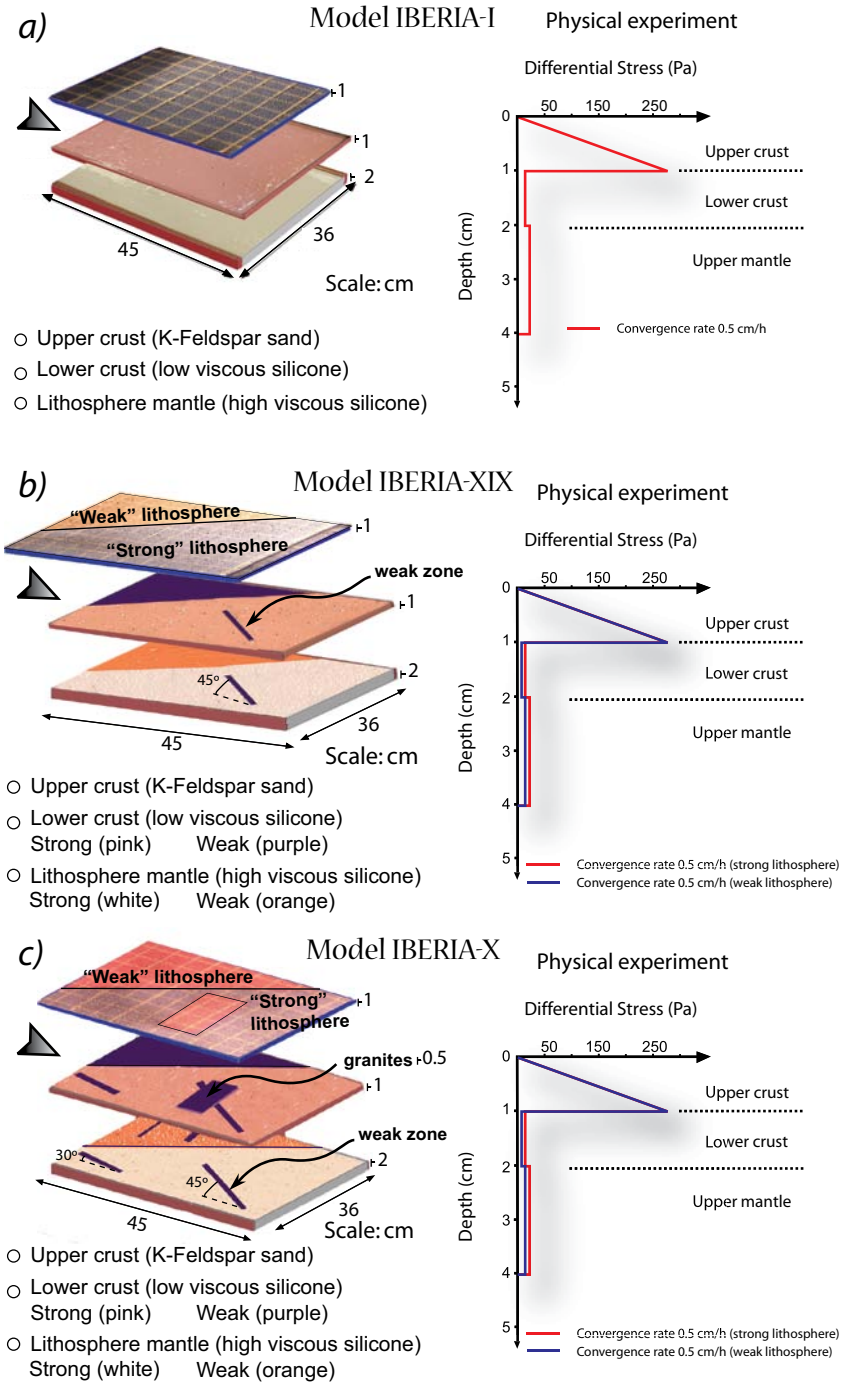 a)
Model IBERIA-I
Physical experiment
1
1
2
45
36
Scale: cm
Differential Stress (Pa)
0
50
150
250
Upper crust
1
Lower crust
2
Upper mantle
3
4
5
Depth (cm)
Convergence rate 0.5 cm/h
Upper crust (K-Feldspar sand)
Lower crust (low viscous silicone)
Lithosphere mantle (high viscous silicone)
b)
Model IBERIA-XIX
Physical experiment
"Weak" lithosphere
"Strong" lithosphere
1
weak zone
1
2
45º
45
36
Scale: cm
Differential Stress (Pa)
0
50
150
250
Upper crust
1
Lower crust
2
Upper mantle
3
4
5
Depth (cm)
Convergence rate 0.5 cm/h (strong lithosphere)
Convergence rate 0.5 cm/h (weak lithosphere)
Upper crust (K-Feldspar sand)
Lower crust (low viscous silicone)
Strong (pink) Weak (purple)
Lithosphere mantle (high viscous silicone)
Strong (white) Weak (orange)
c)
Model IBERIA-X
Physical experiment
"Weak" lithosphere
"Strong"
lithosphere
1
granites
0.5
1
weak zone
2
30º
45º
45
36
Scale: cm
Differential Stress (Pa)
0
50
150
250
Upper crust
1
Lower crust
2
Upper mantle
3
4
5
Depth (cm)
Convergence rate 0.5 cm/h (strong lithosphere)
Convergence rate 0.5 cm/h (weak lithosphere)
Upper crust (K-Feldspar sand)
Lower crust (low viscous silicone)
Strong (pink) Weak (purple)
Lithosphere mantle (high viscous silicone)
Strong (white) Weak (orange)